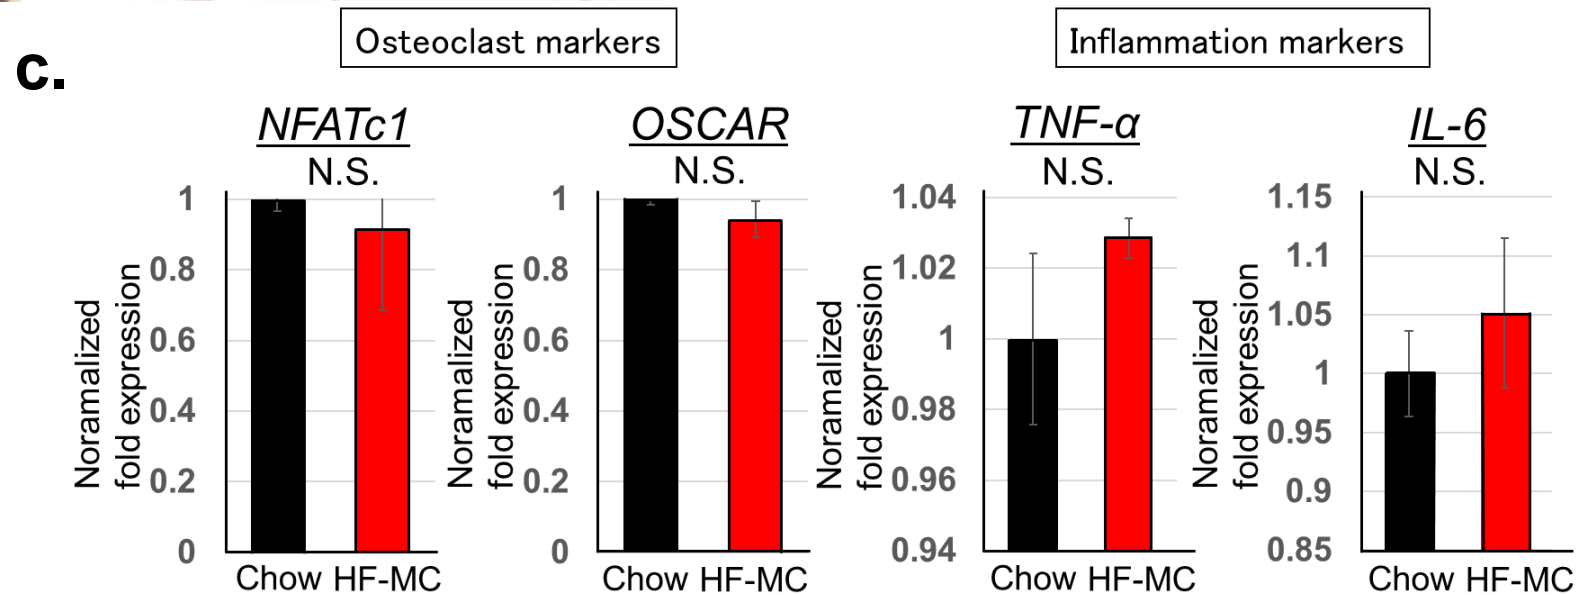 c.
Osteoclast markers
Inflammation markers
NFATc1
N.S.
Noramalized
fold expression
1
0.8
0.6
0.4
0.2
0
Chow HF-MC
OSCAR
N.S.
Noramalized
fold expression
1
0.8
0.6
0.4
0.2
0
Chow HF-MC
TNF-α
N.S.
Noramalized
fold expression
1.04
1.02
1
0.98
0.96
0.94
Chow HF-MC
IL-6
N.S.
Noramalized
fold expression
1.15
1.1
1.05
1
0.95
0.9
0.85
Chow HF-MC